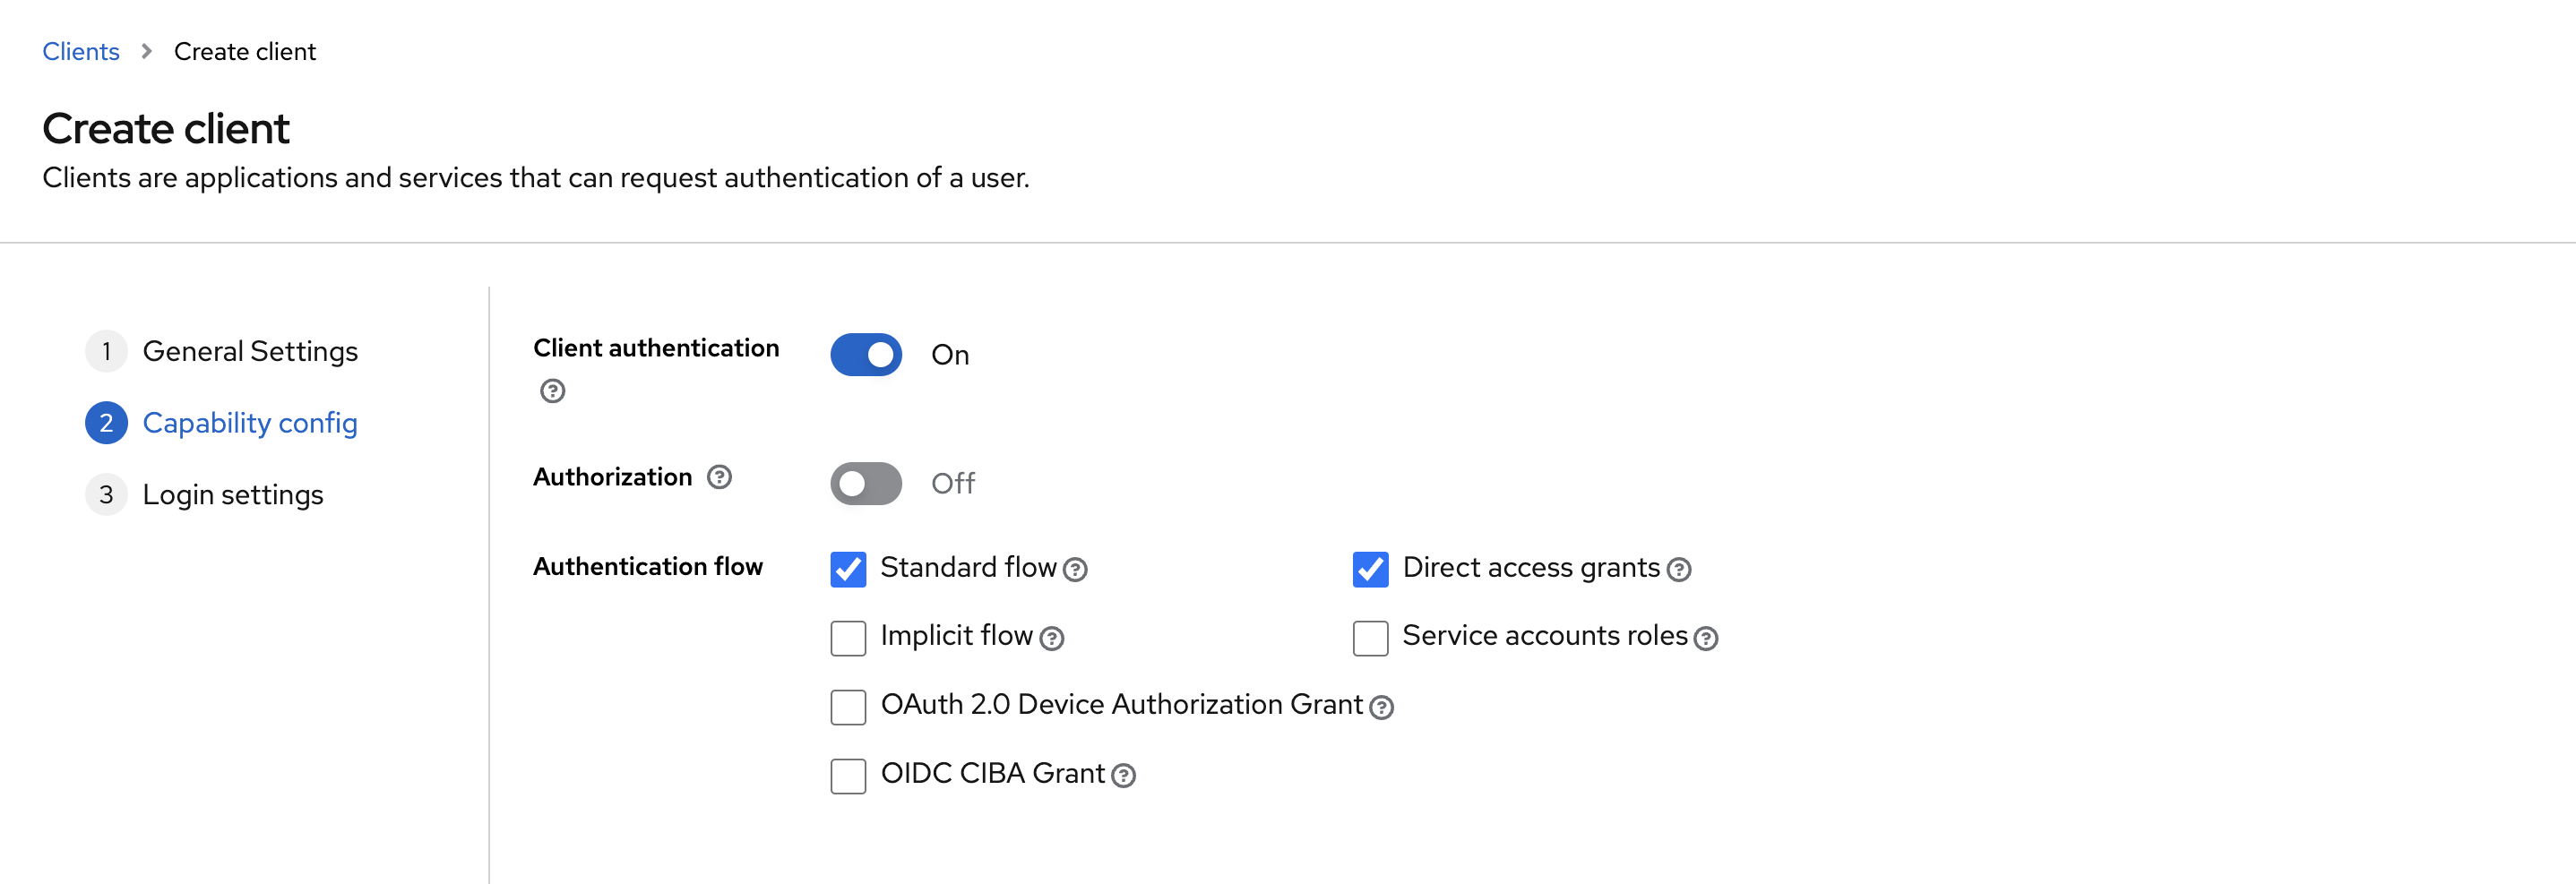 Clients > Create client
Create client
Clients are applications and services that can request authentication of a user.
1 General Settings
2 Capability config
3 Login settings
Client authentication
On
Authorization
Off
Authentication flow
Standard flow
Direct access grants
Implicit flow
Service accounts roles
OAuth 2.0 Device Authorization Grant
OIDC CIBA Grant